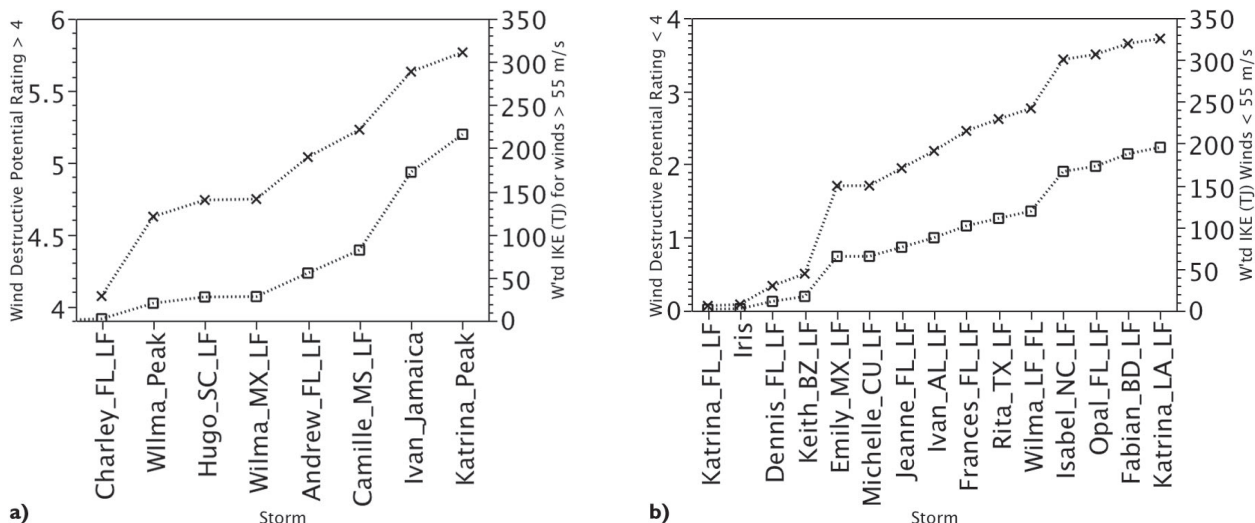 Wind Destructive Potential Rating > 4
6
5.5
5
4.5
4
350
300
250
200
150
100
50
0
W'td IKE (TJ) for winds > 55 m/s
Charley_FL_LF
WIlma_Peak
Hugo_SC_LF
Wilma_MX_LF
Andrew_FL_LF
Camille_MS_LF
Ivan_Jamaica
Katrina_Peak
a)
Storm
Wind Destructive Potential Rating < 4
4
3
2
1
0
350
300
250
200
150
100
50
0
W'td IKE (TJ) Winds < 55 m/s
Katrina_FL_LF
Iris
Dennis_FL_LF
Keith_BZ_LF
Emily_MX_LF
Michelle_CU_LF
Jeanne_FL_LF
Ivan_AL_LF
Frances_FL_LF
Rita_TX_LF
Wilma_LF_FL
Isabel_NC_LF
Opal_FL_LF
Fabian_BD_LF
Katrina_LA_LF
b)
Storm